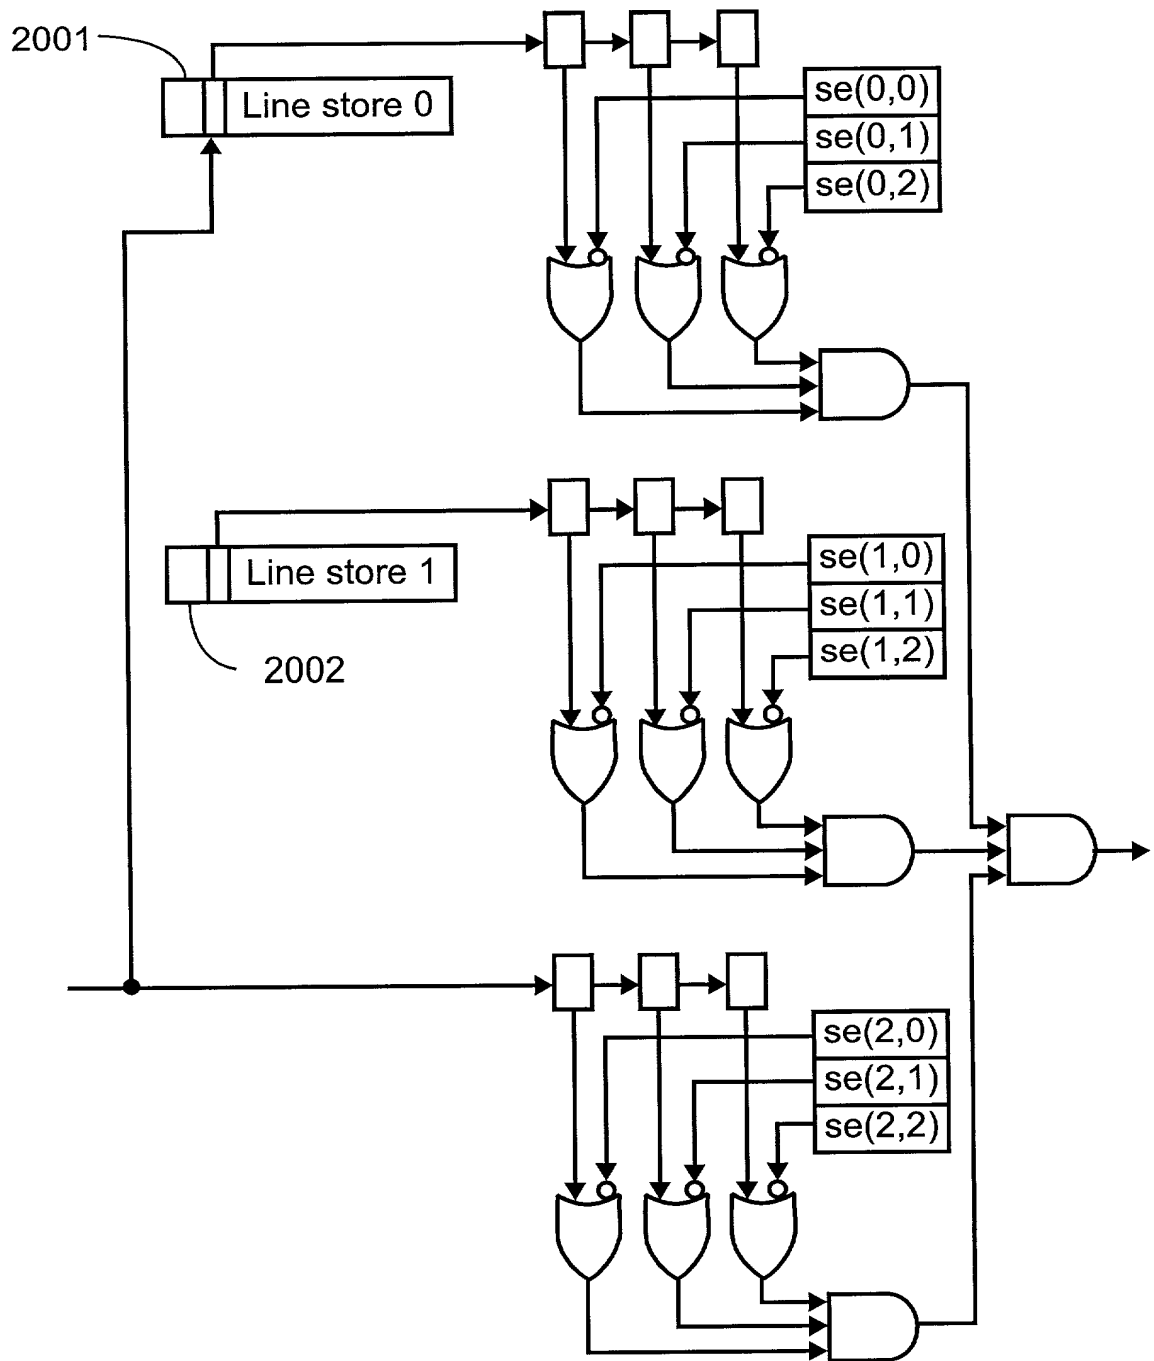 2001
Line store 0
se(0,0)
se(0,1)
se(0,2)
Line store 1
2002
se(1,0)
se(1,1)
se(1,2)
se(2,0)
se(2,1)
se(2,2)